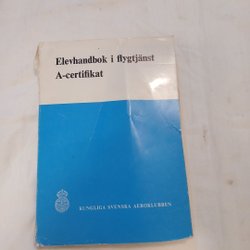 Elevhandbok i flygtjänst
A-certifikat
KUNGLIGA SVENSKA AEROKLUBBEN